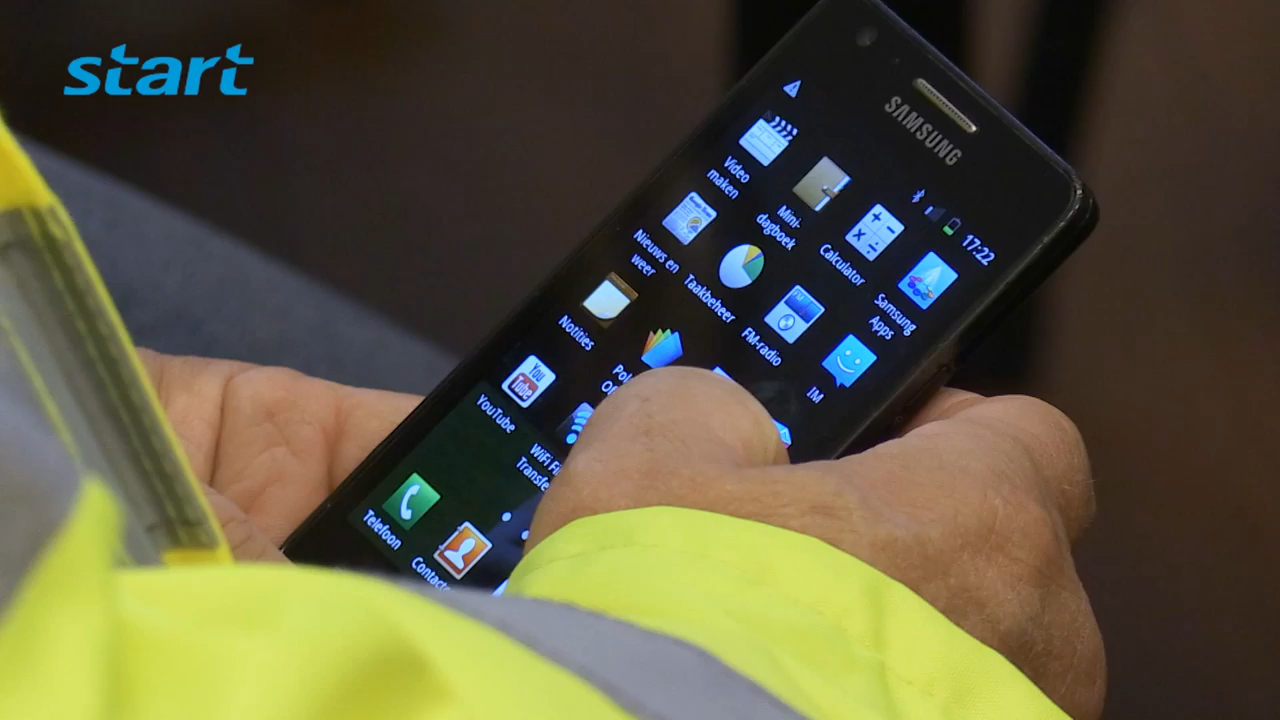 start
SAMSUNG
17:22
Video
maken
Mini-
dagboek
Calculator
Samsung
Apps
Nieuws en
weer
Taakbeheer
FM-radio
IM
Notities
YouTube
WiFi
Telefoon